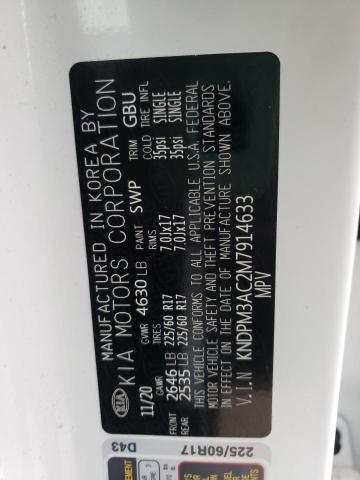 MANUFACTURED IN KOREA BY
KIA KIA MOTORS CORPORATION
11/20 GVWR 4630 LB PAINT SWP TRIM GBU
GAWR TIRES RIMS COLD TIRE INFL
FRONT 2646 LB 225/60 R17 7.0JX17 35psi SINGLE
REAR 2535 LB 225/60 R17 7.0JX17 35psi SINGLE
THIS VEHICLE CONFORMS TO ALL APPLICABLE U.S.A. FEDERAL
MOTOR VEHICLE SAFETY AND THEFT PREVENTION STANDARDS
IN EFFECT ON THE DATE OF MANUFACTURE SHOWN ABOVE.
V.I.N KNDPM3AC2M7914633
MPV
D43 225/60R17